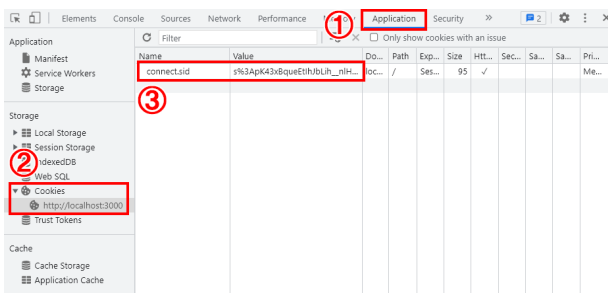 Elements Console Sources Network Performance Application Security » 2
①
Application
Filter
Only show cookies with an issue
Manifest
Service Workers
Storage
Name Value Do... Path Exp... Size Htt... Sec... Sa... Sa... Pri...
connect.sid loc... / Ses... 95 ✓ Me...
③
Storage
Local Storage
Session Storage
②
IndexedDB
Web SQL
Cookies
http://localhost:3000
Trust Tokens
Cache
Cache Storage
Application Cache